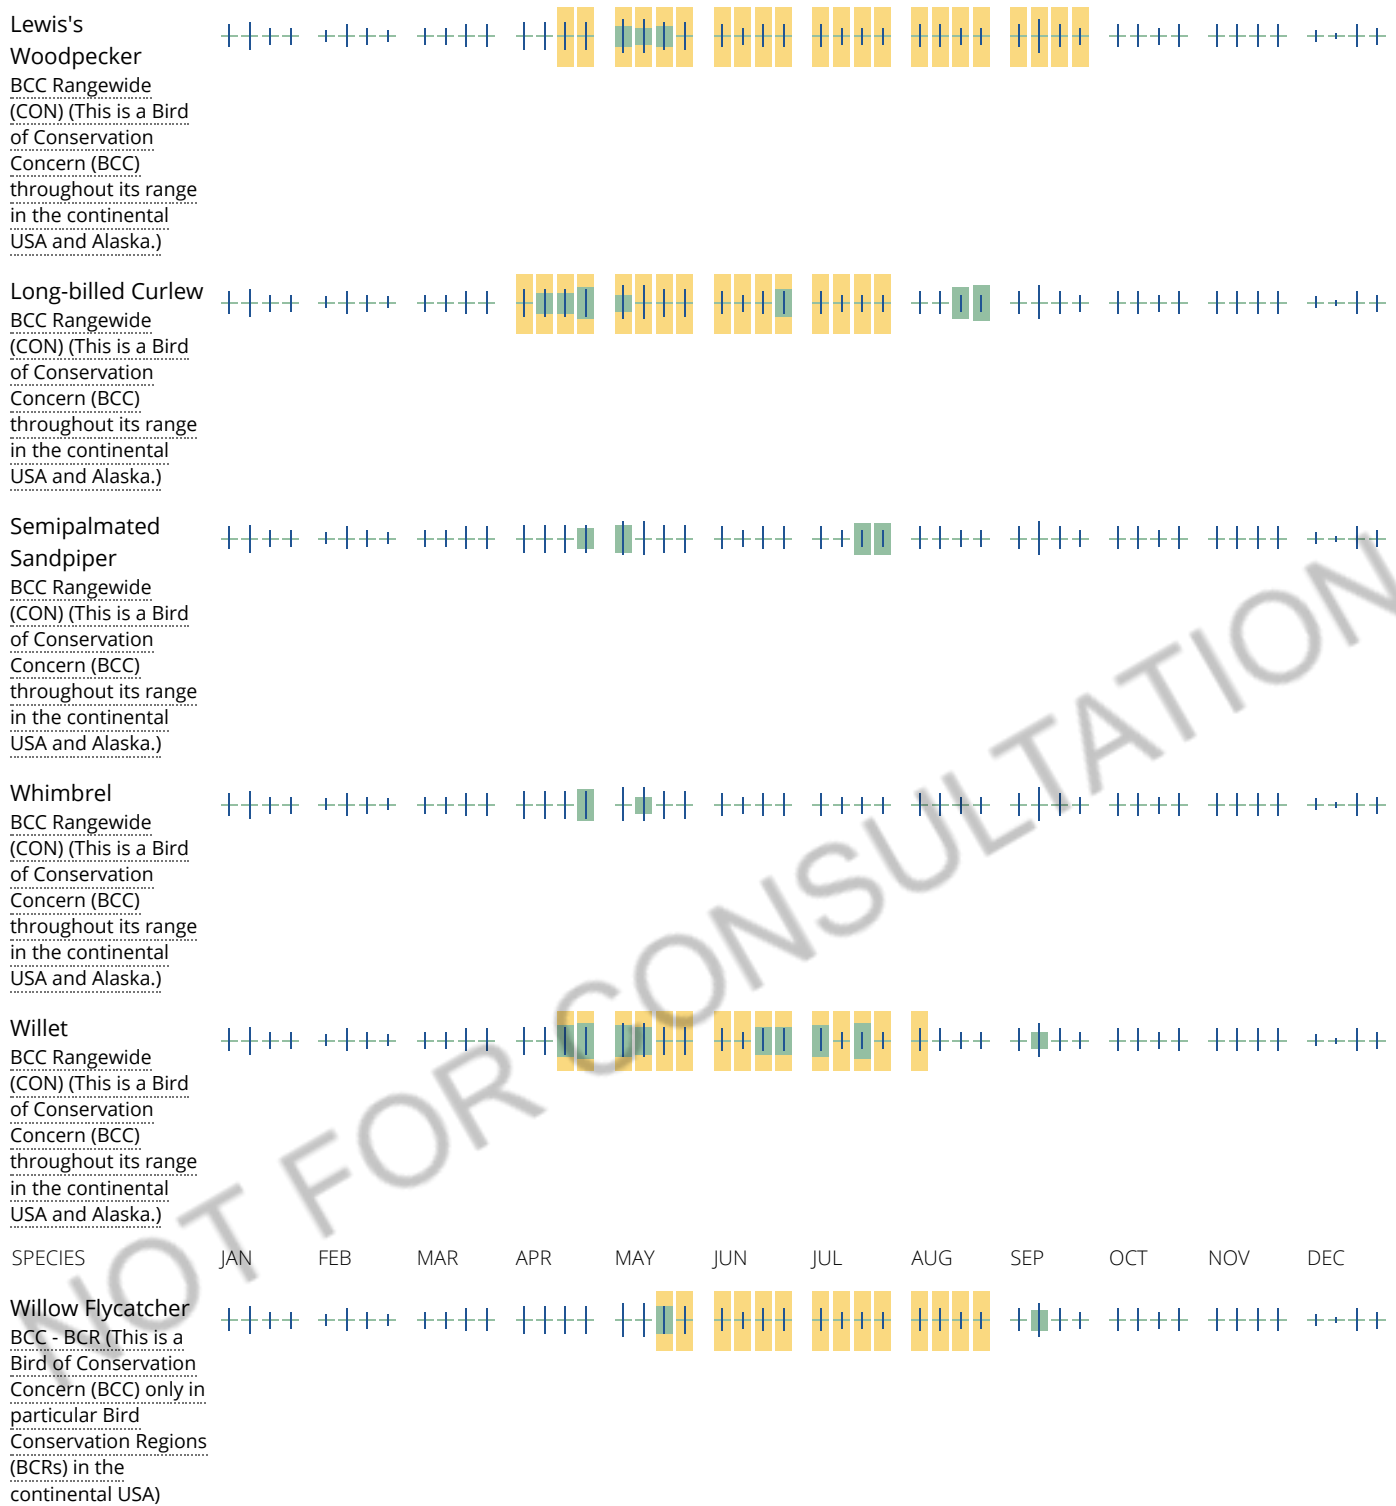 Lewis's
Woodpecker
BCC Rangewide
(CON) (This is a Bird
of Conservation
Concern (BCC)
throughout its range
in the continental
USA and Alaska.)
Long-billed Curlew
BCC Rangewide
(CON) (This is a Bird
of Conservation
Concern (BCC)
throughout its range
in the continental
USA and Alaska.)
Semipalmated
Sandpiper
BCC Rangewide
(CON) (This is a Bird
of Conservation
Concern (BCC)
throughout its range
in the continental
USA and Alaska.)
Whimbrel
BCC Rangewide
(CON) (This is a Bird
of Conservation
Concern (BCC)
throughout its range
in the continental
USA and Alaska.)
Willet
BCC Rangewide
(CON) (This is a Bird
of Conservation
Concern (BCC)
throughout its range
in the continental
USA and Alaska.)
SPECIES JAN FEB MAR APR MAY JUN JUL AUG SEP OCT NOV DEC
Willow Flycatcher
BCC - BCR (This is a
Bird of Conservation
Concern (BCC) only in
particular Bird
Conservation Regions
(BCRs) in the
continental USA)
NOT FOR CONSULTATION